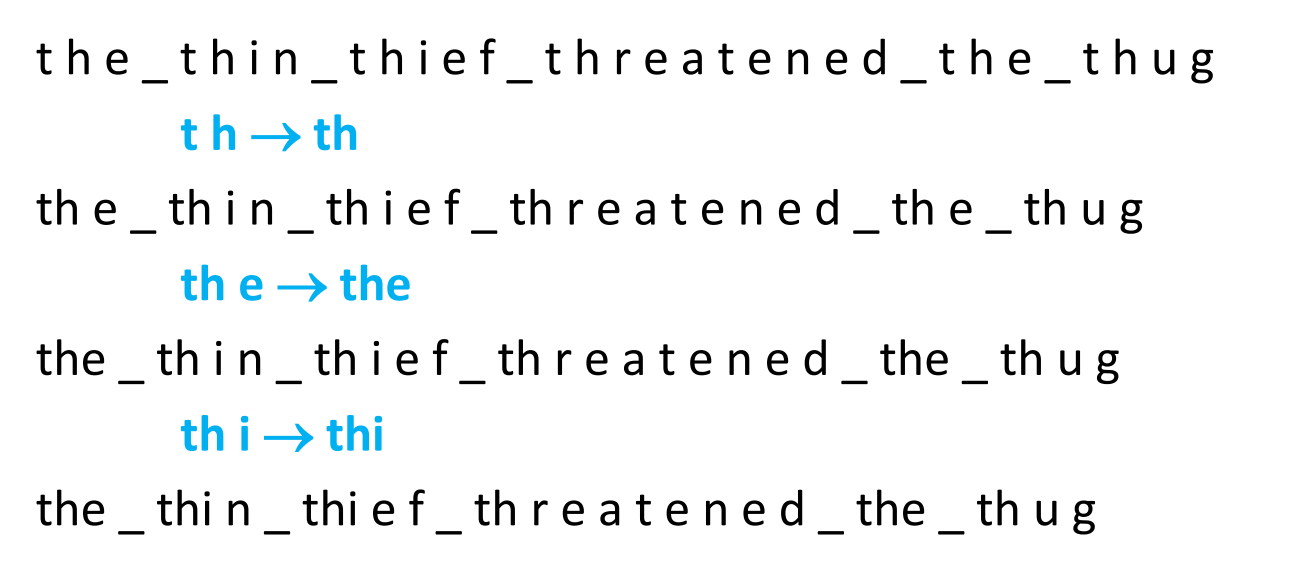 t h e _ t h i n _ t h i e f _ t h r e a t e n e d _ t h e _ t h u g
t h → th
th e _ th i n _ th i e f _ th r e a t e n e d _ th e _ th u g
th e → the
the _ th i n _ th i e f _ th r e a t e n e d _ the _ th u g
th i → thi
the _ thi n _ thi e f _ th r e a t e n e d _ the _ th u g